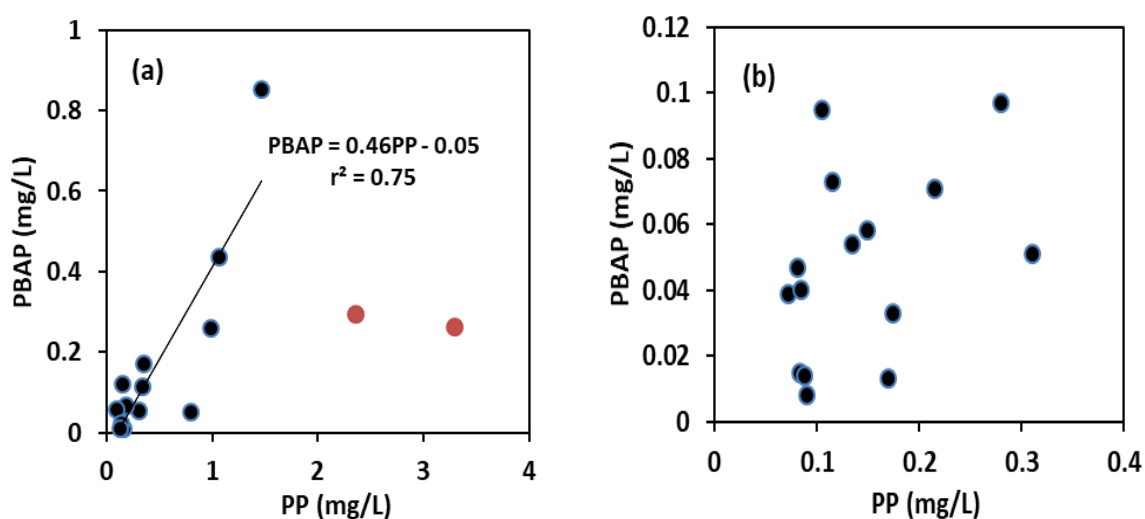 (a)
PBAP = 0.46PP - 0.05
r² = 0.75
1
0.8
0.6
0.4
0.2
0
0
1
2
3
4
PBAP (mg/L)
PP (mg/L)
(b)
0.12
0.1
0.08
0.06
0.04
0.02
0
0
0.1
0.2
0.3
0.4
PBAP (mg/L)
PP (mg/L)